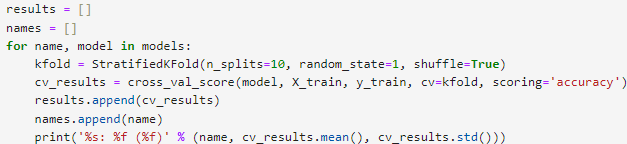 results = []
names = []
for name, model in models:
    kfold = StratifiedKFold(n_splits=10, random_state=1, shuffle=True)
    cv_results = cross_val_score(model, X_train, y_train, cv=kfold, scoring='accuracy')
    results.append(cv_results)
    names.append(name)
    print('%s: %f (%f)' % (name, cv_results.mean(), cv_results.std()))